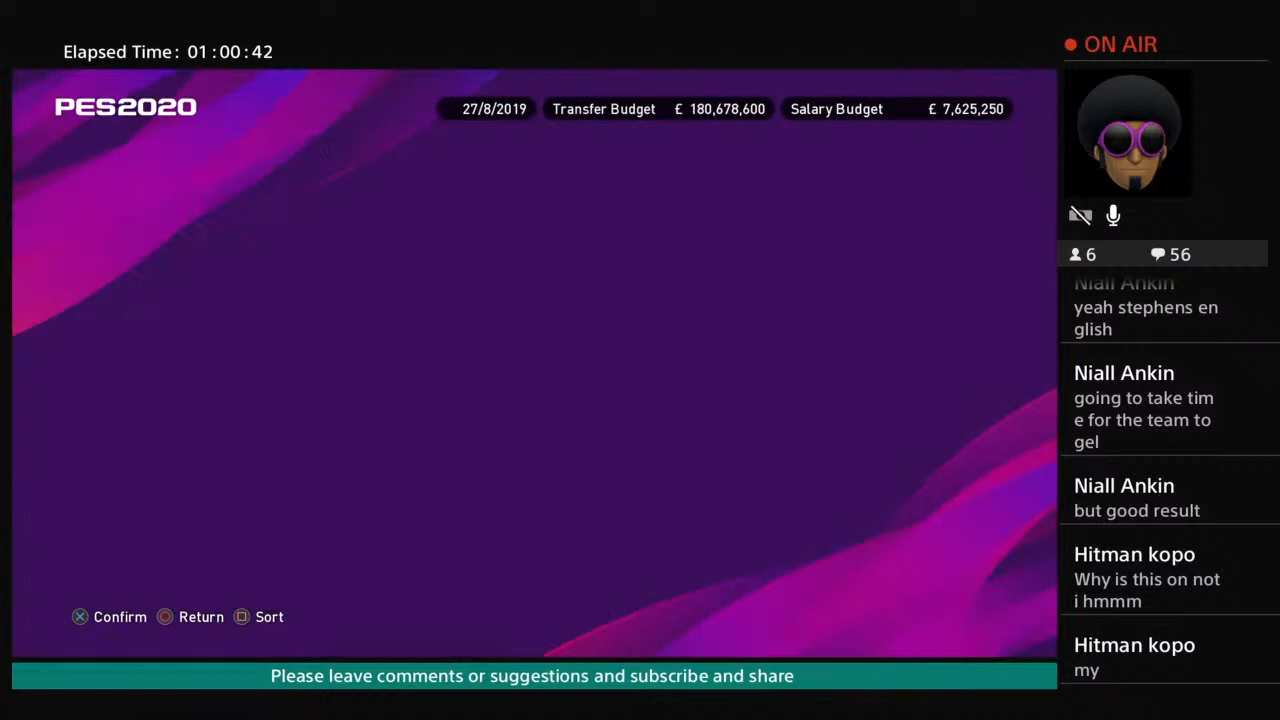 Elapsed Time: 01:00:42
ON AIR
PES2020
27/8/2019 Transfer Budget £ 180,678,600 Salary Budget £ 7,625,250
6 56
Niall Ankin
yeah stephens en
glish
Niall Ankin
going to take tim
e for the team to
gel
Niall Ankin
but good result
Hitman kopo
Why is this on not
i hmmm
Hitman kopo
my
Confirm Return Sort
Please leave comments or suggestions and subscribe and share